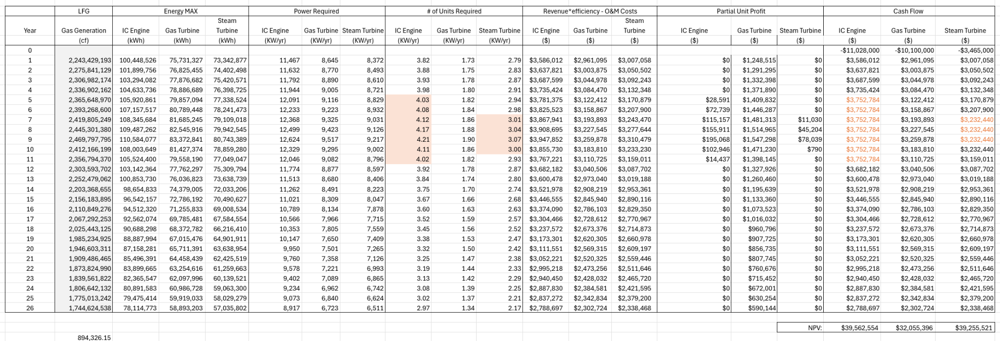 LFG Energy MAX Power Required # of Units Required Revenue*efficiency - O&M Costs Partial Unit Profit Cash Flow
Steam Steam
Year Gas Generation IC Engine Gas Turbine Turbine IC Engine Gas Turbine Steam Turbine IC Engine Gas Turbine Steam Turbine IC Engine Gas Turbine Turbine IC Engine Gas Turbine Steam Turbine IC Engine Gas Turbine Steam Turbine
(cf) (kWh) (kWh) (kWh) (KW/yr) (KW/yr) (KW/yr) (KW/yr) (KW/yr) (KW/yr) ($) ($) ($) ($) ($) ($) ($) ($) ($)
0 -$11,028,000 -$10,100,000 -$3,465,000
1 2,243,429,193 100,448,526 75,731,327 73,342,877 11,467 8,645 8,372 3.82 1.73 2.79 $3,586,012 $2,961,095 $3,007,058 $0 $1,248,515 $0 $3,586,012 $2,961,095 $3,007,058
2 2,275,841,129 101,899,756 76,825,455 74,402,498 11,632 8,770 8,493 3.88 1.75 2.83 $3,637,821 $3,003,875 $3,050,502 $0 $1,291,295 $0 $3,637,821 $3,003,875 $3,050,502
3 2,306,982,174 103,294,082 77,876,682 75,420,571 11,792 8,890 8,610 3.93 1.78 2.87 $3,687,599 $3,044,978 $3,092,243 $0 $1,332,398 $0 $3,687,599 $3,044,978 $3,092,243
4 2,336,902,162 104,633,736 78,886,689 76,398,725 11,944 9,005 8,721 3.98 1.80 2.91 $3,735,424 $3,084,470 $3,132,348 $0 $1,371,890 $0 $3,735,424 $3,084,470 $3,132,348
5 2,365,648,970 105,920,861 79,857,094 77,338,524 12,091 9,116 8,829 4.03 1.82 2.94 $3,781,375 $3,122,412 $3,170,879 $28,591 $1,409,832 $0 $3,752,784 $3,122,412 $3,170,879
6 2,393,268,600 107,157,517 80,789,448 78,241,473 12,233 9,223 8,932 4.08 1.84 2.98 $3,825,523 $3,158,867 $3,207,900 $72,739 $1,446,287 $0 $3,752,784 $3,158,867 $3,207,900
7 2,419,805,249 108,345,684 81,685,245 79,109,018 12,368 9,325 9,031 4.12 1.86 3.01 $3,867,941 $3,193,893 $3,243,470 $115,157 $1,481,313 $11,030 $3,752,784 $3,193,893 $3,232,440
8 2,445,301,380 109,487,262 82,545,916 79,942,545 12,499 9,423 9,126 4.17 1.88 3.04 $3,908,695 $3,227,545 $3,277,644 $155,911 $1,514,965 $45,204 $3,752,784 $3,227,545 $3,232,440
9 2,469,797,795 110,584,077 83,372,841 80,743,389 12,624 9,517 9,217 4.21 1.90 3.07 $3,947,852 $3,259,878 $3,310,479 $195,068 $1,547,298 $78,039 $3,752,784 $3,259,878 $3,232,440
10 2,412,166,199 108,003,649 81,427,374 78,859,280 12,329 9,295 9,002 4.11 1.86 3.00 $3,855,730 $3,183,810 $3,233,230 $102,946 $1,471,230 $790 $3,752,784 $3,183,810 $3,232,440
11 2,356,794,370 105,524,400 79,558,190 77,049,047 12,046 9,082 8,796 4.02 1.82 2.93 $3,767,221 $3,110,725 $3,159,011 $14,437 $1,398,145 $0 $3,752,784 $3,110,725 $3,159,011
12 2,303,593,702 103,142,364 77,762,297 75,309,794 11,774 8,877 8,597 3.92 1.78 2.87 $3,682,182 $3,040,506 $3,087,702 $0 $1,327,926 $0 $3,682,182 $3,040,506 $3,087,702
13 2,252,479,062 100,853,730 76,036,823 73,638,739 11,513 8,680 8,406 3.84 1.74 2.80 $3,600,478 $2,973,040 $3,019,188 $0 $1,260,460 $0 $3,600,478 $2,973,040 $3,019,188
14 2,203,368,655 98,654,833 74,379,005 72,033,206 11,262 8,491 8,223 3.75 1.70 2.74 $3,521,978 $2,908,219 $2,953,361 $0 $1,195,639 $0 $3,521,978 $2,908,219 $2,953,361
15 2,156,183,895 96,542,157 72,786,192 70,490,627 11,021 8,309 8,047 3.67 1.66 2.68 $3,446,555 $2,845,940 $2,890,116 $0 $1,133,360 $0 $3,446,555 $2,845,940 $2,890,116
16 2,110,849,276 94,512,320 71,255,833 69,008,534 10,789 8,134 7,878 3.60 1.63 2.63 $3,374,090 $2,786,103 $2,829,350 $0 $1,073,523 $0 $3,374,090 $2,786,103 $2,829,350
17 2,067,292,253 92,562,074 69,785,481 67,584,554 10,566 7,966 7,715 3.52 1.59 2.57 $3,304,466 $2,728,612 $2,770,967 $0 $1,016,032 $0 $3,304,466 $2,728,612 $2,770,967
18 2,025,443,125 90,688,298 68,372,782 66,216,410 10,353 7,805 7,559 3.45 1.56 2.52 $3,237,572 $2,673,376 $2,714,873 $0 $960,796 $0 $3,237,572 $2,673,376 $2,714,873
19 1,985,234,925 88,887,994 67,015,476 64,901,911 10,147 7,650 7,409 3.38 1.53 2.47 $3,173,301 $2,620,305 $2,660,978 $0 $907,725 $0 $3,173,301 $2,620,305 $2,660,978
20 1,946,603,311 87,158,281 65,711,391 63,638,954 9,950 7,501 7,265 3.32 1.50 2.42 $3,111,551 $2,569,315 $2,609,197 $0 $856,735 $0 $3,111,551 $2,569,315 $2,609,197
21 1,909,486,465 85,496,391 64,458,439 62,425,519 9,760 7,358 7,126 3.25 1.47 2.38 $3,052,221 $2,520,325 $2,559,446 $0 $807,745 $0 $3,052,221 $2,520,325 $2,559,446
22 1,873,824,990 83,899,665 63,254,616 61,259,663 9,578 7,221 6,993 3.19 1.44 2.33 $2,995,218 $2,473,256 $2,511,646 $0 $760,676 $0 $2,995,218 $2,473,256 $2,511,646
23 1,839,561,822 82,365,547 62,097,996 60,139,521 9,402 7,089 6,865 3.13 1.42 2.29 $2,940,450 $2,428,032 $2,465,720 $0 $715,452 $0 $2,940,450 $2,428,032 $2,465,720
24 1,806,642,132 80,891,583 60,986,728 59,063,300 9,234 6,962 6,742 3.08 1.39 2.25 $2,887,830 $2,384,581 $2,421,595 $0 $672,001 $0 $2,887,830 $2,384,581 $2,421,595
25 1,775,013,242 79,475,414 59,919,033 58,029,279 9,073 6,840 6,624 3.02 1.37 2.21 $2,837,272 $2,342,834 $2,379,200 $0 $630,254 $0 $2,837,272 $2,342,834 $2,379,200
26 1,744,624,538 78,114,773 58,893,203 57,035,802 8,917 6,723 6,511 2.97 1.34 2.17 $2,788,697 $2,302,724 $2,338,468 $0 $590,144 $0 $2,788,697 $2,302,724 $2,338,468
NPV: $39,562,554 $32,055,396 $39,255,521
894,326.15